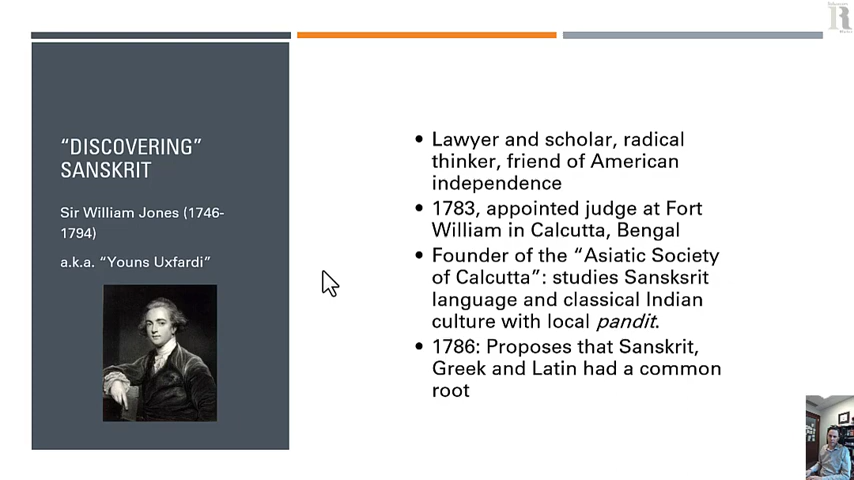 “DISCOVERING”
SANSKRIT
Sir William Jones (1746-
1794)
a.k.a. “Youns Uxfardi”
• Lawyer and scholar, radical
thinker, friend of American
independence
• 1783, appointed judge at Fort
William in Calcutta, Bengal
• Founder of the “Asiatic Society
of Calcutta”: studies Sansksrit
language and classical Indian
culture with local pandit.
• 1786: Proposes that Sanskrit,
Greek and Latin had a common
root